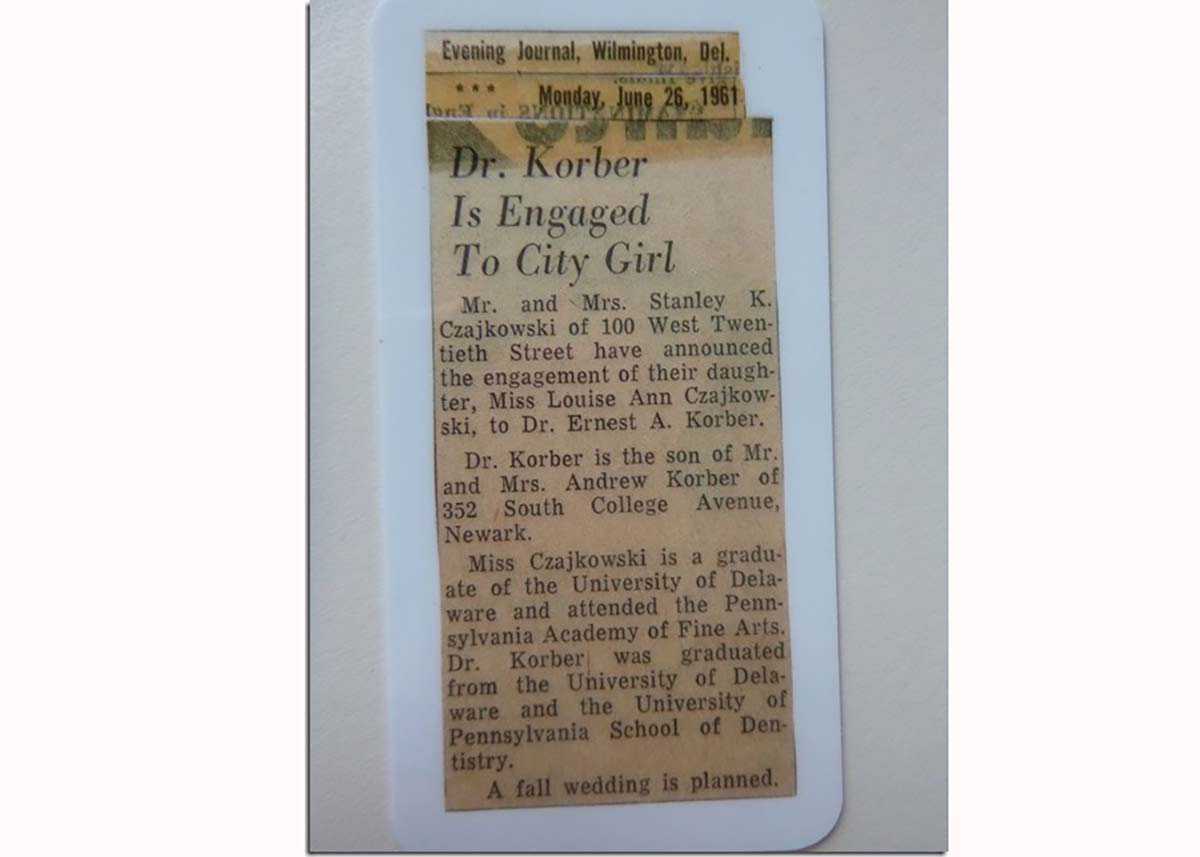 Evening Journal, Wilmington, Del.
*** Monday, June 26, 1961
Dr. Korber
Is Engaged
To City Girl
Mr. and Mrs. Stanley K.
Czajkowski of 100 West Twen-
tieth Street have announced
the engagement of their daugh-
ter, Miss Louise Ann Czajkow-
ski, to Dr. Ernest A. Korber.
Dr. Korber is the son of Mr.
and Mrs. Andrew Korber of
352 South College Avenue,
Newark.
Miss Czajkowski is a gradu-
ate of the University of Dela-
ware and attended the Penn-
sylvania Academy of Fine Arts.
Dr. Korber was graduated
from the University of Dela-
ware and the University of
Pennsylvania School of Den-
tistry.
A fall wedding is planned.